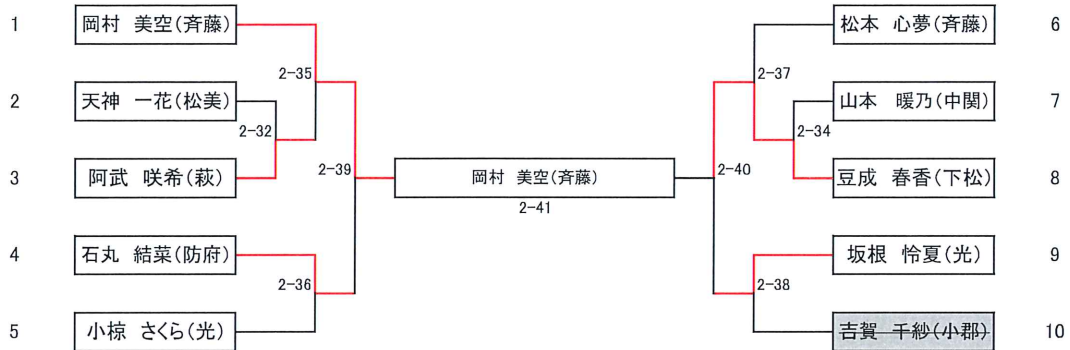 1 岡村 美空(斉藤)
2 天神 一花(松美)
3 阿武 咲希(萩)
4 石丸 結菜(防府)
5 小椋 さくら(光)
2-35
2-32
2-39
2-36
岡村 美空(斉藤)
2-41
2-37
2-34
2-40
2-38
松本 心夢(斉藤) 6
山本 暖乃(中関) 7
豆成 春香(下松) 8
坂根 怜夏(光) 9
吉賀 千紗(小郡) 10